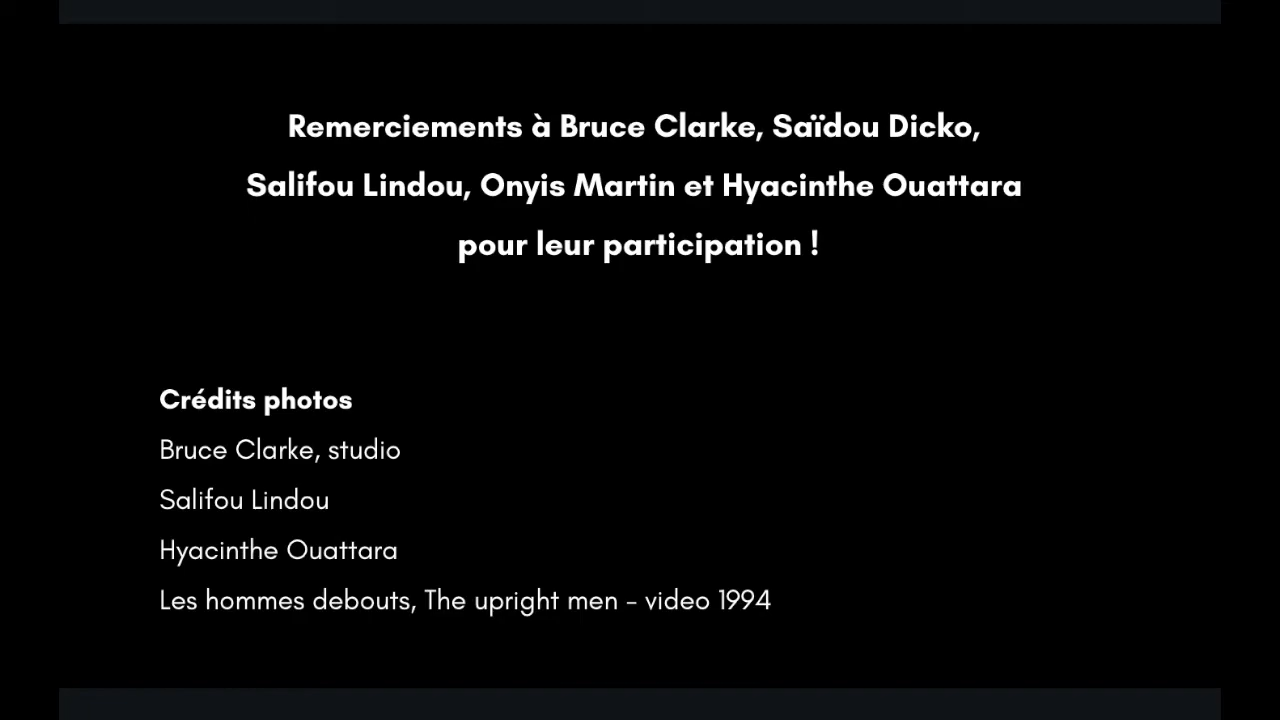 Remerciements à Bruce Clarke, Saïdou Dicko,
Salifou Lindou, Onyis Martin et Hyacinthe Ouattara
pour leur participation !
Crédits photos
Bruce Clarke, studio
Salifou Lindou
Hyacinthe Ouattara
Les hommes debouts, The upright men - video 1994